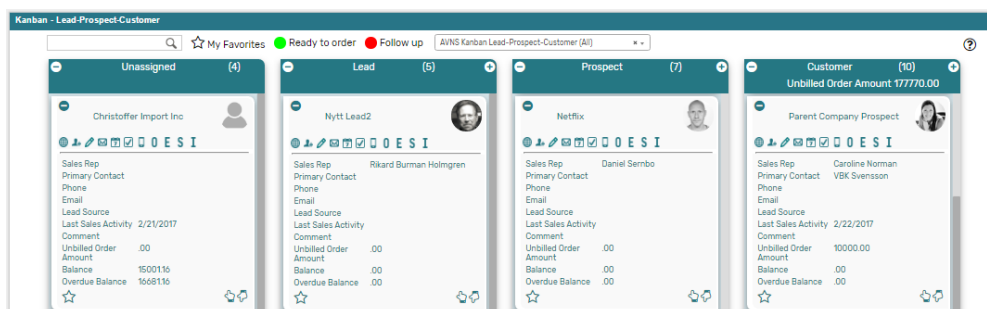 Kanban - Lead-Prospect-Customer
My Favorites Ready to order Follow up AVNS Kanban Lead-Prospect-Customer (All)
Unassigned (4)
Christoffer Import Inc
O E S I
Sales Rep
Primary Contact
Phone
Email
Lead Source
Last Sales Activity 2/21/2017
Comment
Unbilled Order .00
Amount
Balance 15001.16
Overdue Balance 16681.16
Lead (5)
Nytt Lead2
O E S I
Sales Rep Rikard Burman Holmgren
Primary Contact
Phone
Email
Lead Source
Last Sales Activity
Comment
Unbilled Order .00
Amount
Balance .00
Overdue Balance .00
Prospect (7)
Netflix
O E S I
Sales Rep Daniel Sernbo
Primary Contact
Phone
Email
Lead Source
Last Sales Activity
Comment
Unbilled Order .00
Amount
Balance .00
Overdue Balance .00
Customer (10)
Unbilled Order Amount 177770.00
Parent Company Prospect
O E S I
Sales Rep Caroline Norman
Primary Contact VBK Svensson
Phone
Email
Lead Source
Last Sales Activity 2/22/2017
Comment
Unbilled Order 10000.00
Amount
Balance .00
Overdue Balance .00